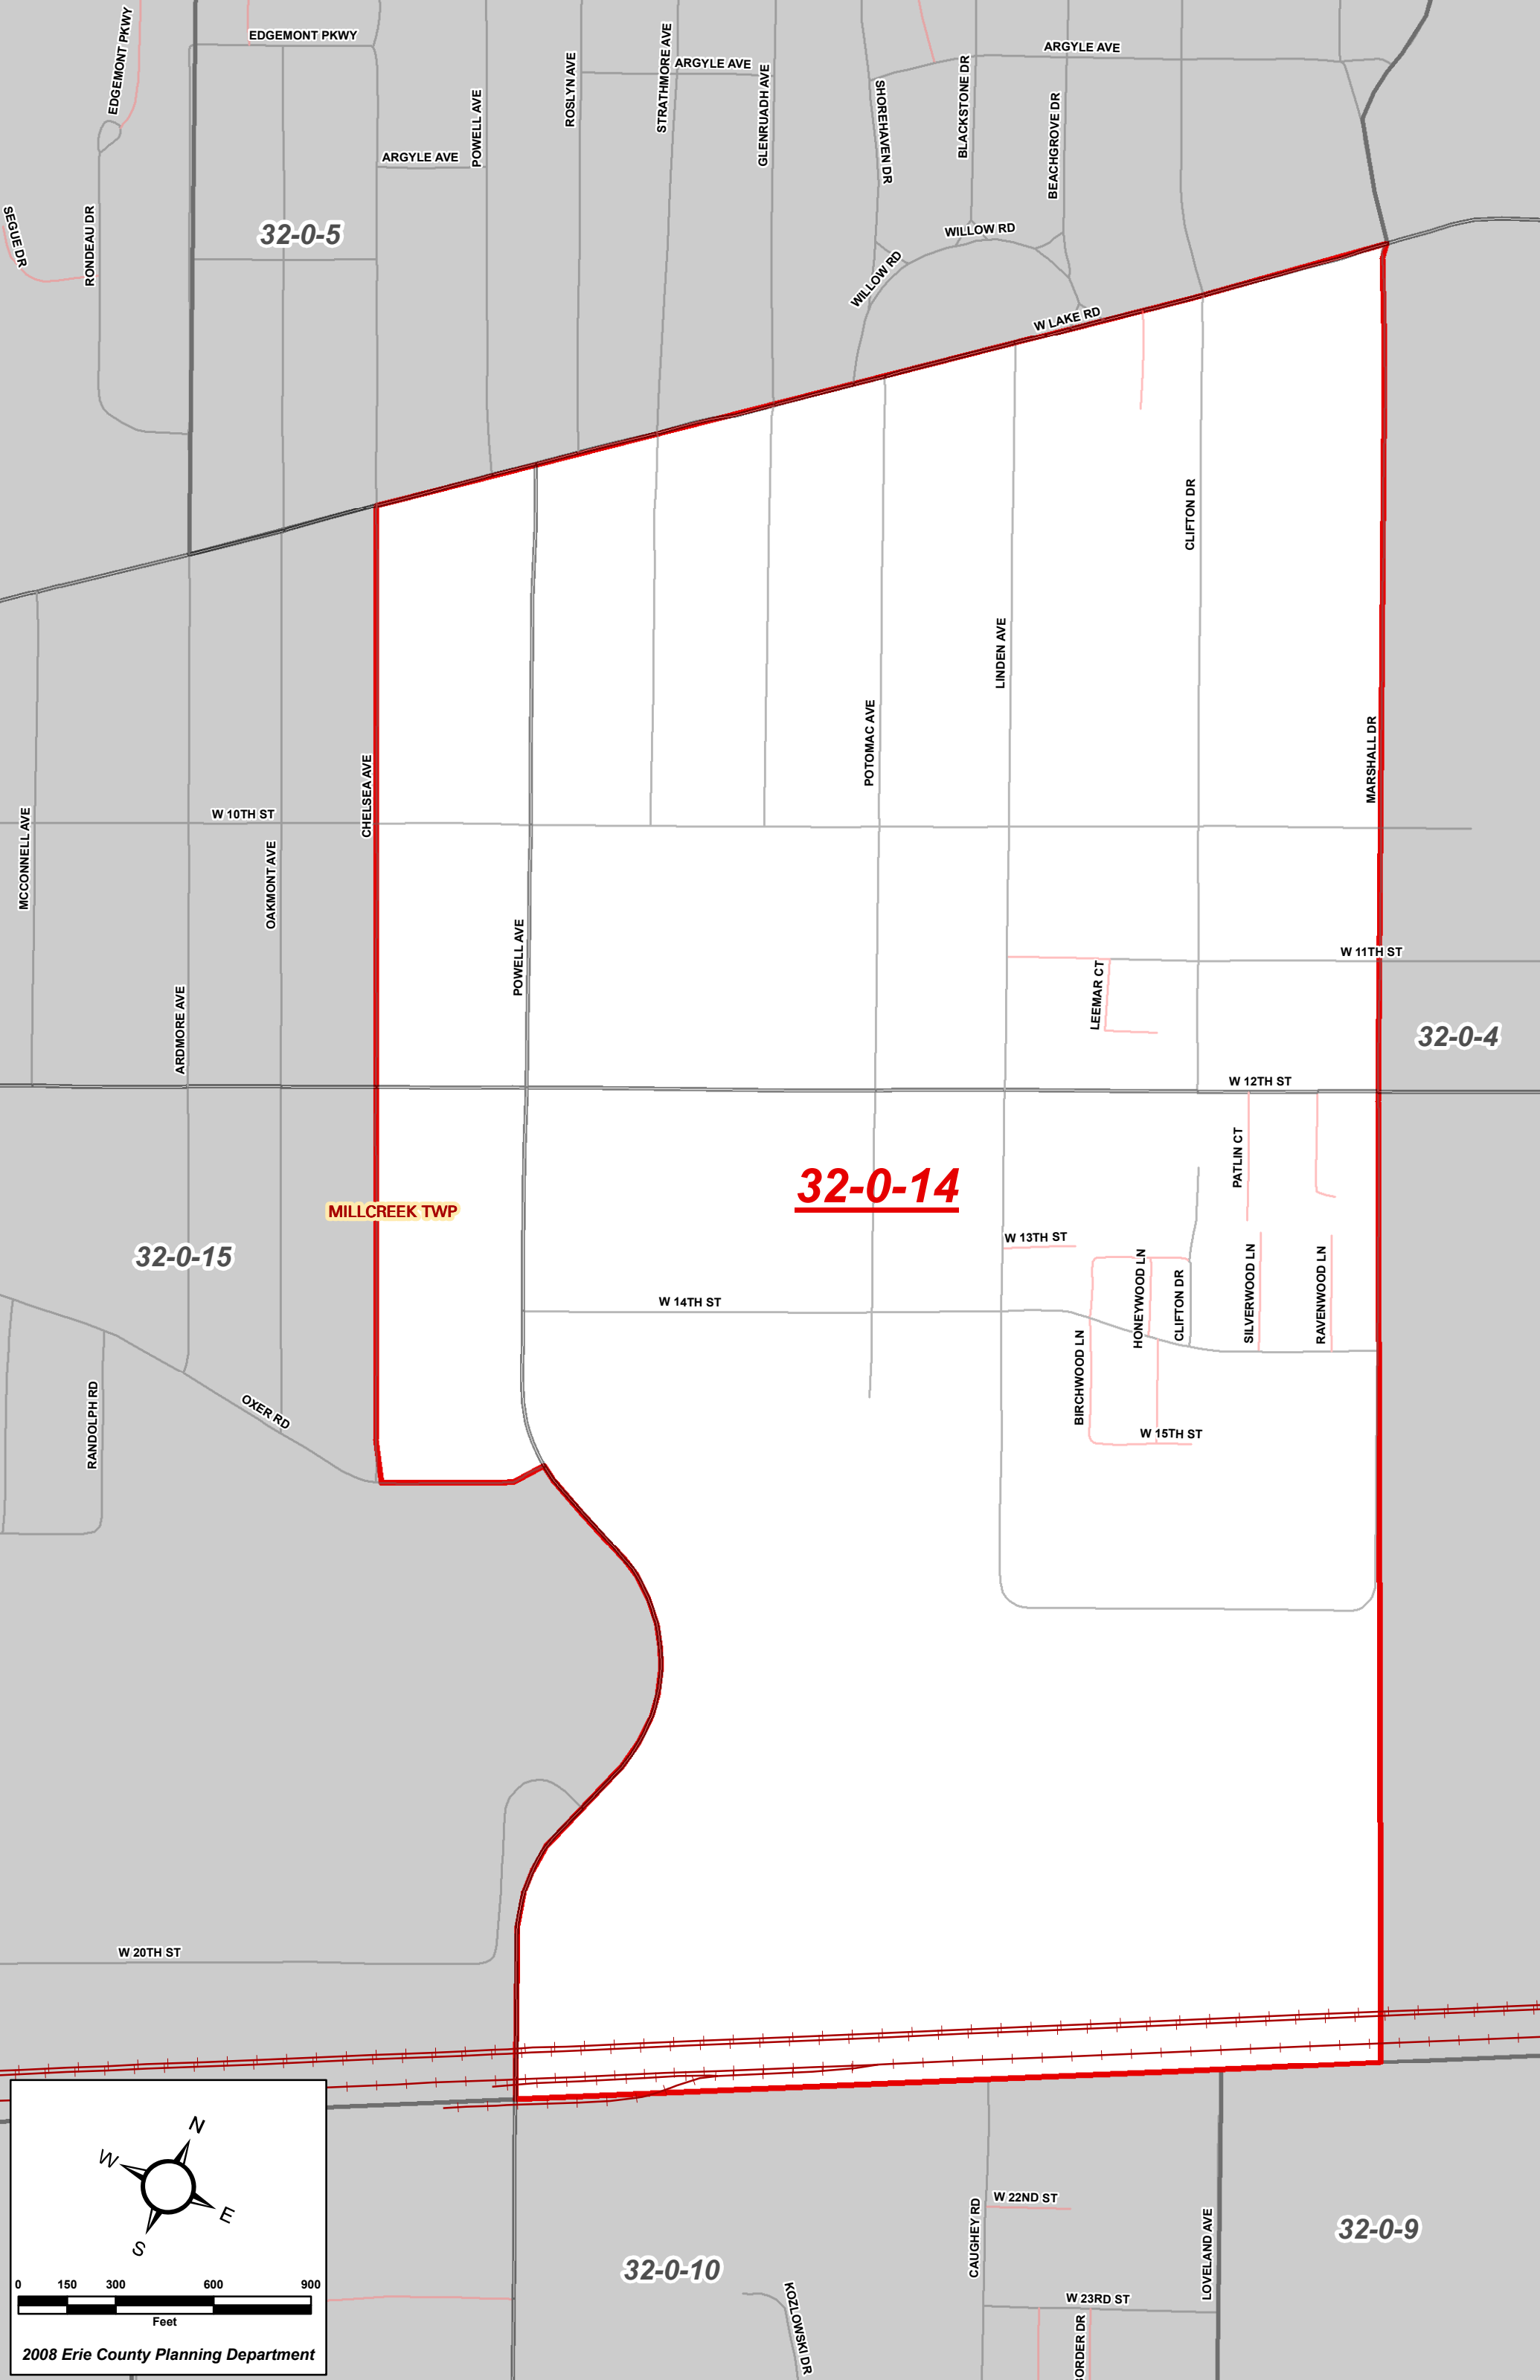 EDGEMONT PKWY
EDGEMONT PKWY
ARGYLE AVE
ARGYLE AVE
ARGYLE AVE
POWELL AVE
ROSLYN AVE
STRATHMORE AVE
GLENRUADH AVE
SHOREHAVEN DR
BLACKSTONE DR
BEACHGROVE DR
SEGUE DR
RONDEAU DR
32-0-5
WILLOW RD
WILLOW RD
W LAKE RD
CLIFTON DR
LINDEN AVE
POTOMAC AVE
MARSHALL DR
CHELSEA AVE
W 10TH ST
MCCONNELL AVE
OAKMONT AVE
POWELL AVE
W 11TH ST
LEEMAR CT
ARDMORE AVE
32-0-4
W 12TH ST
PATLIN CT
32-0-14
MILLCREEK TWP
32-0-15
W 13TH ST
HONEYWOOD LN
CLIFTON DR
SILVERWOOD LN
RAVENWOOD LN
W 14TH ST
BIRCHWOOD LN
RANDOLPH RD
OXER RD
W 15TH ST
W 20TH ST
N
W
E
S
0 150 300 600 900
Feet
2008 Erie County Planning Department
W 22ND ST
CAUGHEY RD
LOVELAND AVE
32-0-9
32-0-10
KOZLOWSKI DR
W 23RD ST
ORDER DR